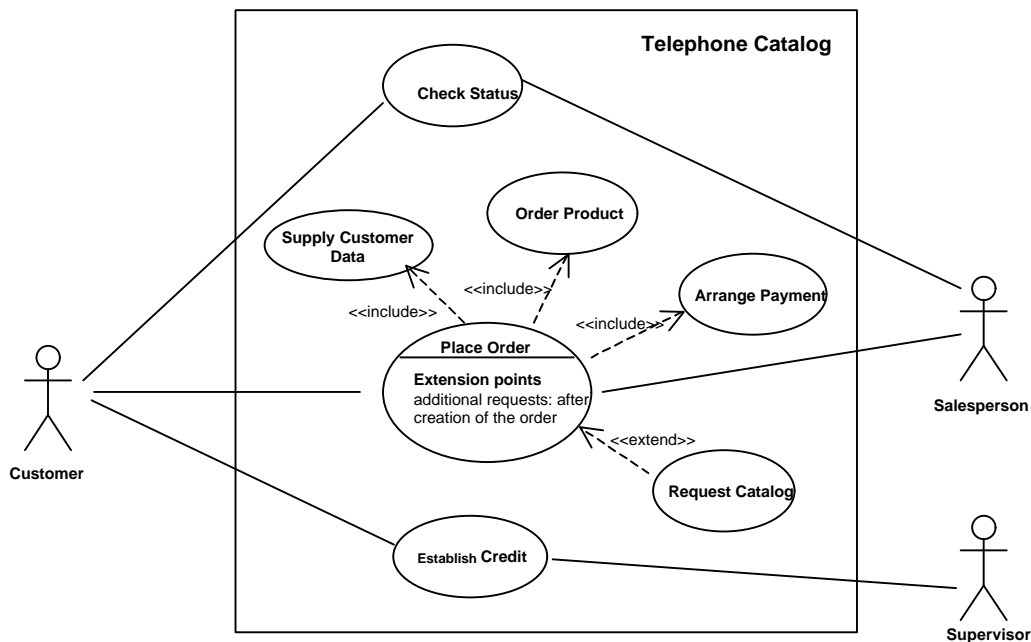 Telephone Catalog
Check Status
Order Product
Supply Customer
Data
<<include>>
<<include>>
<<include>>
Arrange Payment
Place Order
Extension points
additional requests: after
creation of the order
<<extend>>
Request Catalog
Establish Credit
Customer
Salesperson
Supervisor